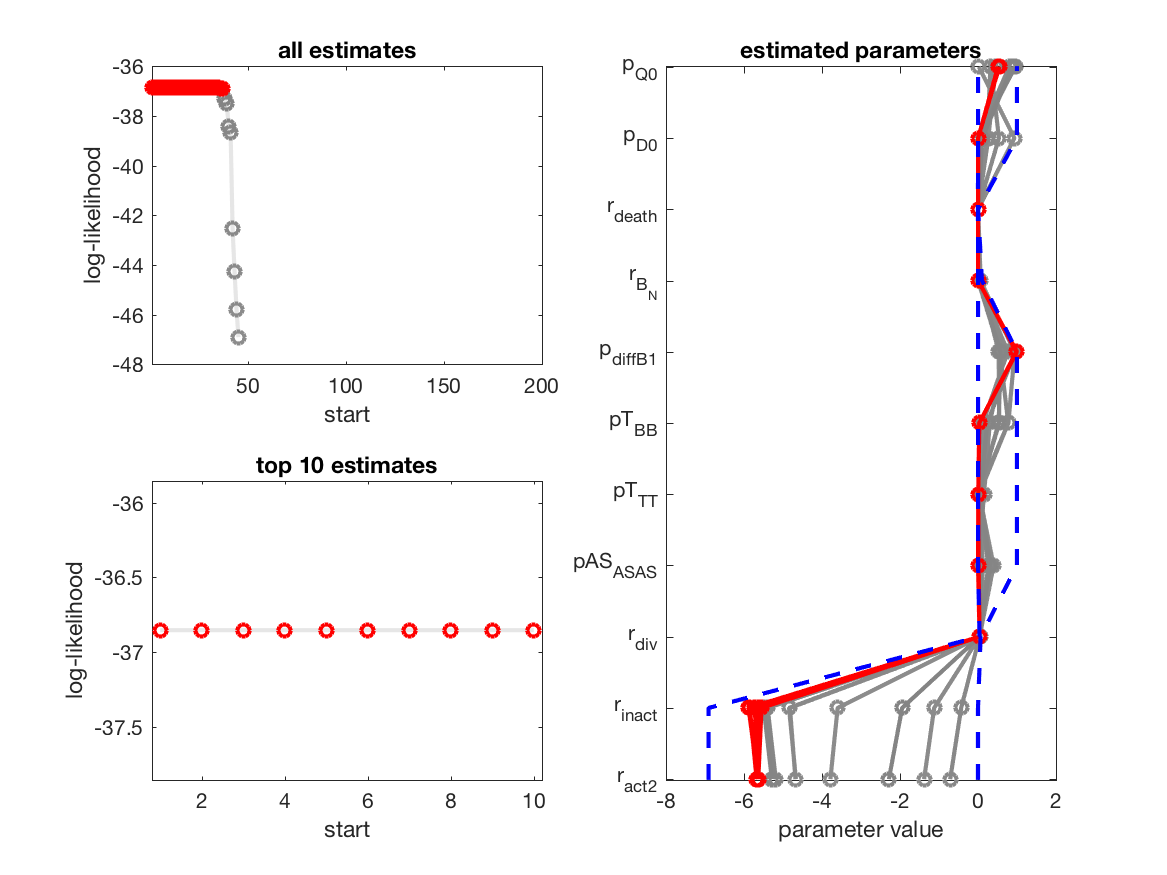 all estimates
-36
-38
-40
-42
-44
-46
-48
log-likelihood
50
100
150
200
start
top 10 estimates
-36
-36.5
-37
-37.5
log-likelihood
2
4
6
8
10
start
estimated parameters
pQ0
pD0
rdeath
rBN
pdiffB1
pTBB
pTTT
pASASAS
rdiv
rinact
ract2
-8
-6
-4
-2
0
2
parameter value